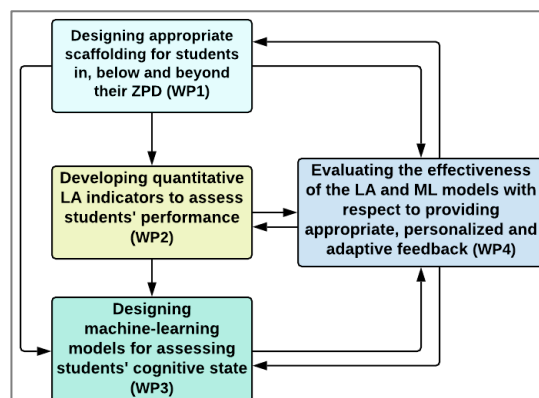 Designing appropriate
scaffolding for students
in, below and beyond
their ZPD (WP1)
Developing quantitative
LA indicators to assess
students' performance
(WP2)
Evaluating the effectiveness
of the LA and ML models with
respect to providing
appropriate, personalized and
adaptive feedback (WP4)
Designing
machine-learning
models for assessing
students' cognitive state
(WP3)